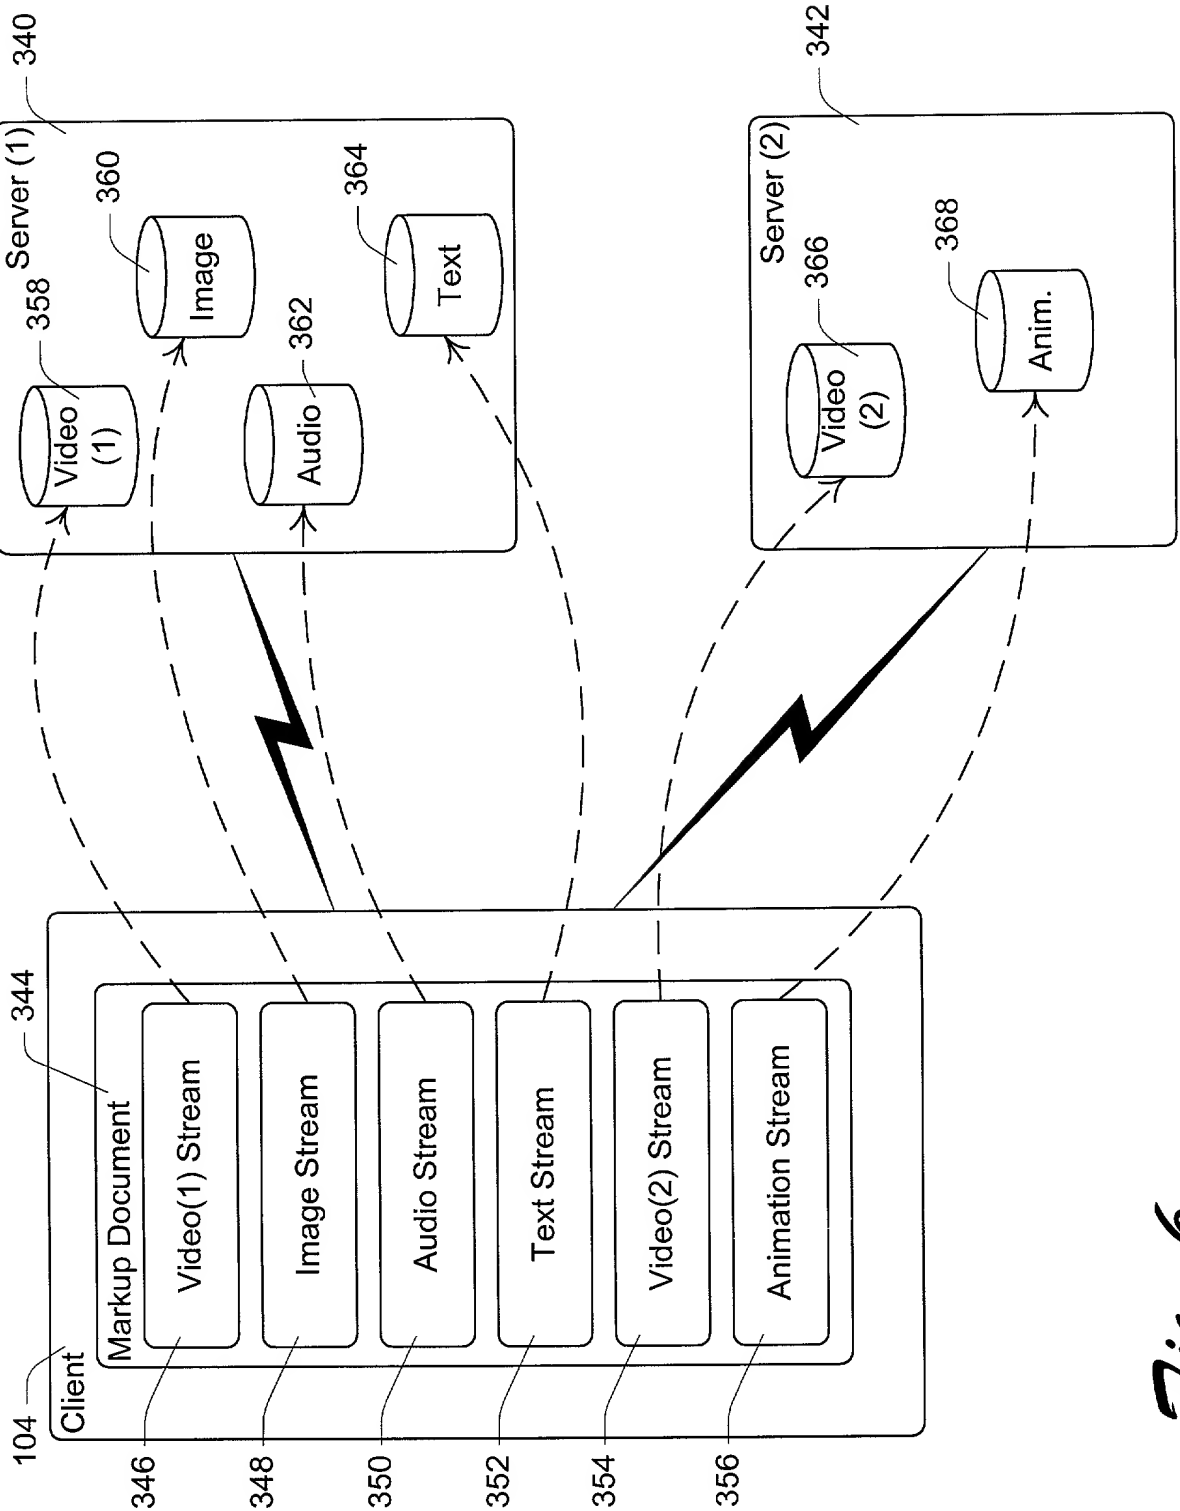 104
Client
344
Markup Document
346
Video(1) Stream
348
Image Stream
350
Audio Stream
352
Text Stream
354
Video(2) Stream
356
Animation Stream
Server (1)
340
358
Video
(1)
360
Image
362
Audio
364
Text
Server (2)
342
366
Video
(2)
368
Anim.